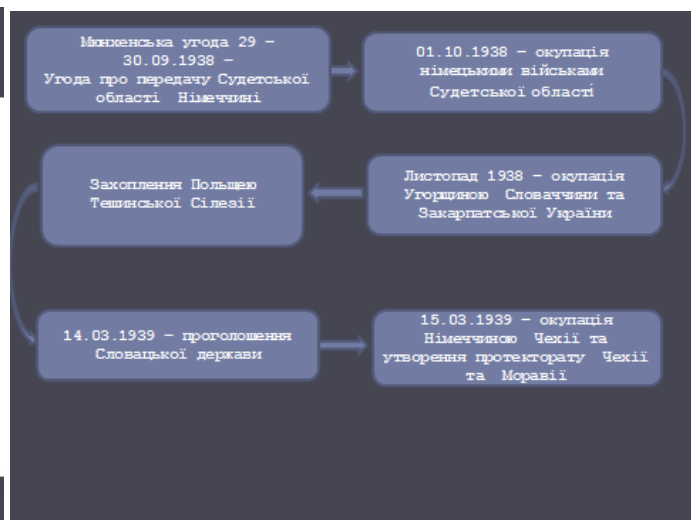 Мюнхенська угода 29 –
30.09.1938 –
Угода про передачу Судетської
області Німеччині
01.10.1938 – окупація
німецькими військами
Судетської області
Листопад 1938 – окупація
Угорщиною Словаччини та
Закарпатської України
Захоплення Польщею
Тешинської Сілезії
14.03.1939 – проголошення
Словацької держави
15.03.1939 – окупація
Німеччиною Чехії та
утворення протекторату Чехії
та Моравії